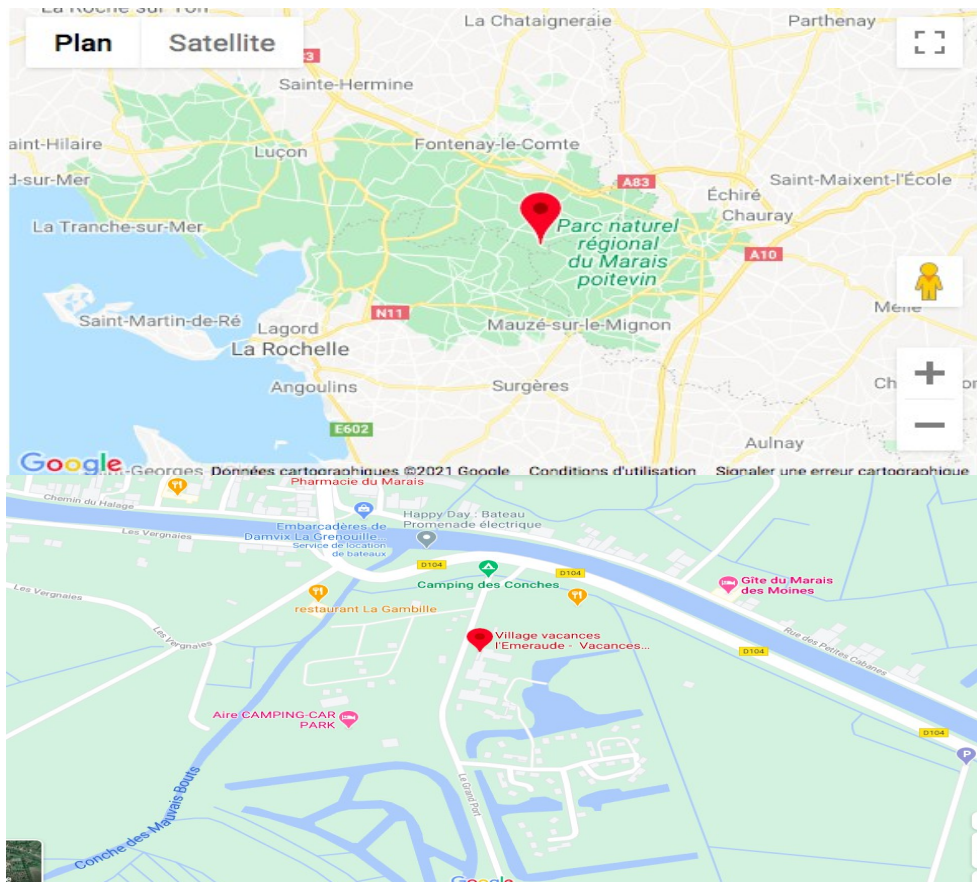 La Roche sur Yon
La Chataigneraie
Parthenay
Plan
Satellite
Sainte-Hermine
aint-Hilaire
Luçon
Fontenay-le-Comte
d-sur-Mer
A83
Saint-Maixent-l'École
Échiré
Chauray
La Tranche-sur-Mer
Parc naturel
régional
du Marais
poitevin
A10
Saint-Martin-de-Ré
N11
Melle
Lagord
Mauzé-sur-le-Mignon
La Rochelle
Angoulins
Surgères
E602
Aulnay
Google
-Georges
Données cartographiques ©2021 Google
Conditions d'utilisation
Signaler une erreur cartographique
Pharmacie du Marais
Chemin du Halage
Les Vergnaies
Embarcadères de
Damvix La Grenouille...
Service de location
de bateaux
Happy Day : Bateau
Promenade électrique
D104
D104
Camping des Conches
Gîte du Marais
des Moines
Les Vergnaies
restaurant La Gambille
Les Vergnaies
Village vacances
l'Emeraude - Vacances...
Rue des Petites Cabanes
D104
Aire CAMPING-CAR
PARK
D104
P
Le Grand Port
Conche des Mauvais Bouts
Google